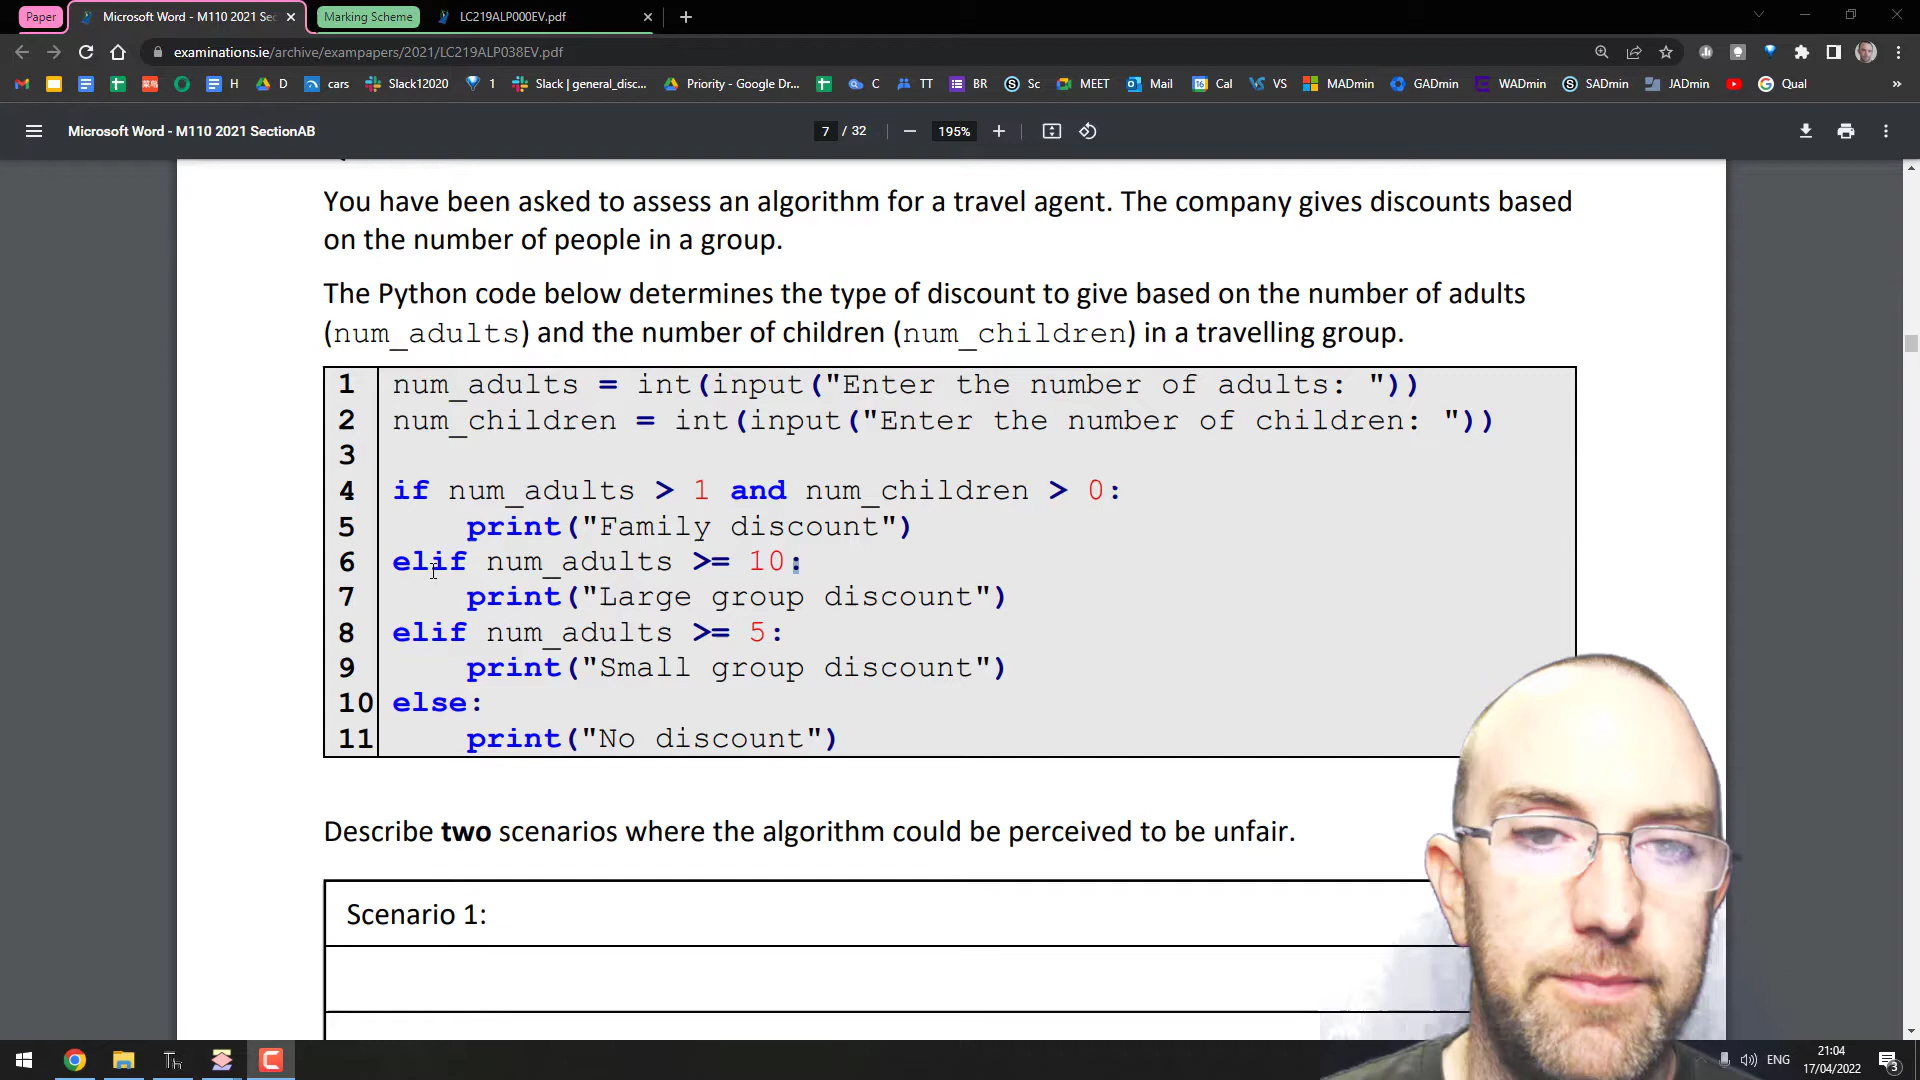 Paper
Microsoft Word - M110 2021 Sec
Marking Scheme
LC219ALP000EV.pdf
examinations.ie/archive/exampapers/2021/LC219ALP038EV.pdf
H
D
cars
Slack12020
1
Slack | general_disc...
Priority - Google Dr...
C
TT
BR
Sc
MEET
Mail
Cal
VS
MAdmin
GAdmin
WAdmin
SAdmin
JAdmin
Qual
Microsoft Word - M110 2021 SectionAB
7 / 32
195%
You have been asked to assess an algorithm for a travel agent. The company gives discounts based
on the number of people in a group.
The Python code below determines the type of discount to give based on the number of adults
(num_adults) and the number of children (num_children) in a travelling group.
1 num_adults = int(input("Enter the number of adults: "))
2 num_children = int(input("Enter the number of children: "))
3
4 if num_adults > 1 and num_children > 0:
5 print("Family discount")
6 elif num_adults >= 10:
7 print("Large group discount")
8 elif num_adults >= 5:
9 print("Small group discount")
10 else:
11 print("No discount")
Describe two scenarios where the algorithm could be perceived to be unfair.
Scenario 1:
ENG
21:04
17/04/2022
3